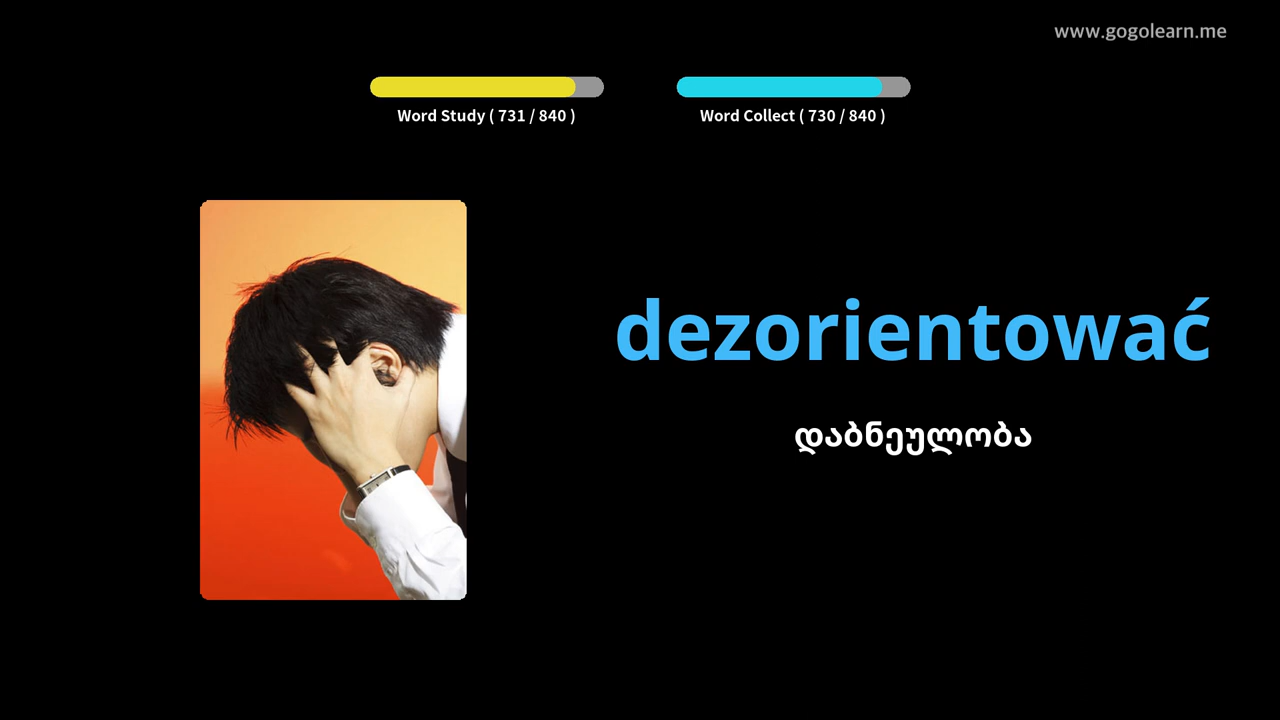 www.gogolearn.me
Word Study ( 731 / 840 )
Word Collect ( 730 / 840 )
dezorientować
დაბნეულობა